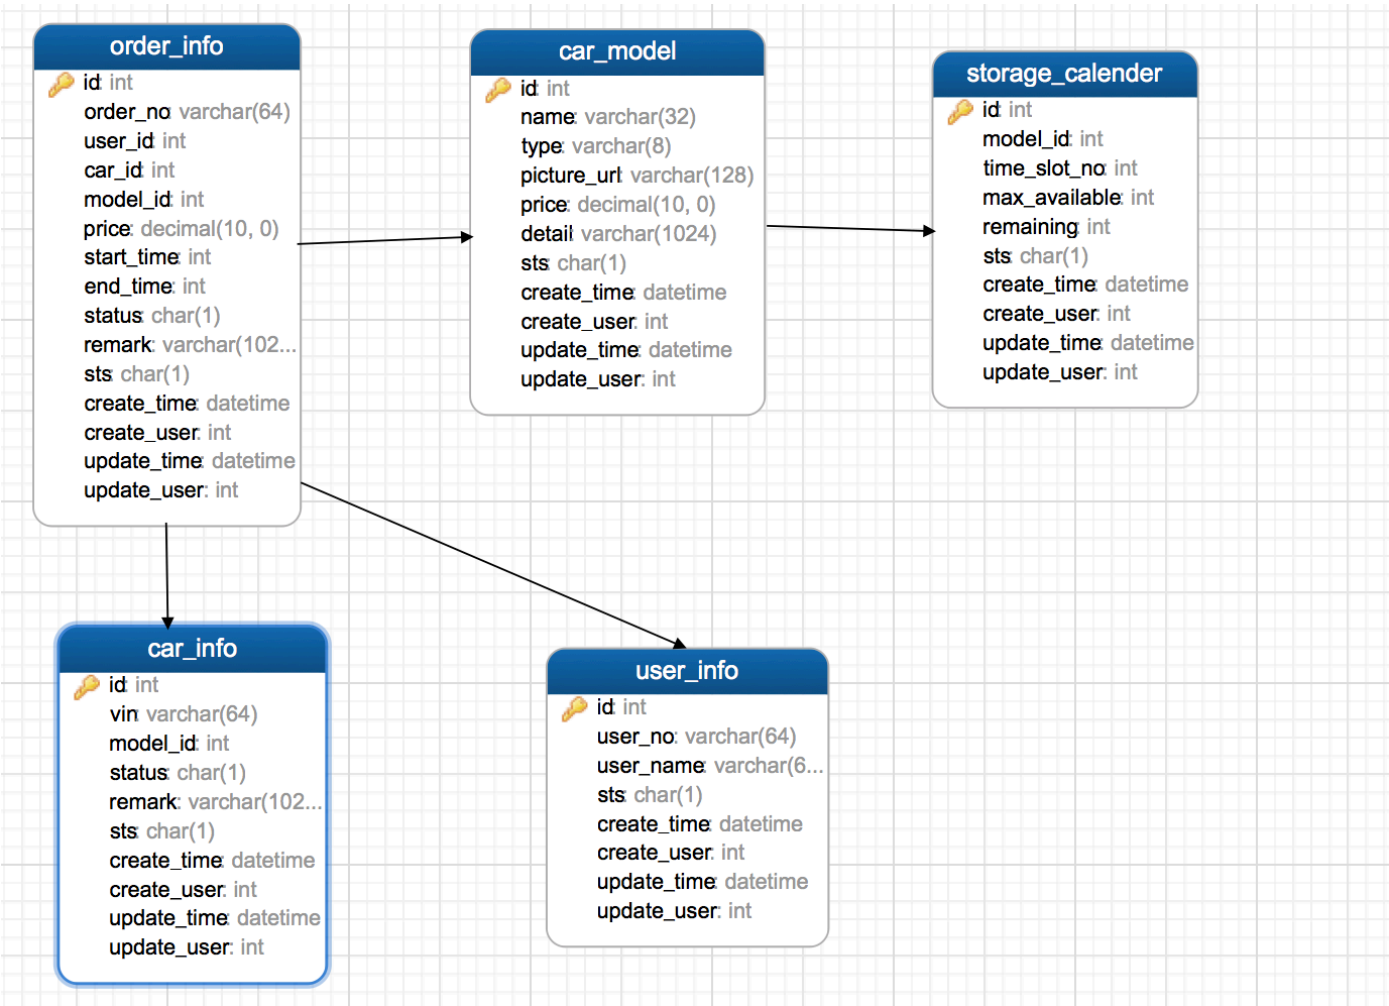 order_info
id: int
order_no: varchar(64)
user_id: int
car_id: int
model_id: int
price: decimal(10, 0)
start_time: int
end_time: int
status: char(1)
remark: varchar(102...
sts: char(1)
create_time: datetime
create_user: int
update_time: datetime
update_user: int
car_model
id: int
name: varchar(32)
type: varchar(8)
picture_url: varchar(128)
price: decimal(10, 0)
detail: varchar(1024)
sts: char(1)
create_time: datetime
create_user: int
update_time: datetime
update_user: int
storage_calender
id: int
model_id: int
time_slot_no: int
max_available: int
remaining: int
sts: char(1)
create_time: datetime
create_user: int
update_time: datetime
update_user: int
car_info
id: int
vin: varchar(64)
model_id: int
status: char(1)
remark: varchar(102...
sts: char(1)
create_time: datetime
create_user: int
update_time: datetime
update_user: int
user_info
id: int
user_no: varchar(64)
user_name: varchar(6...
sts: char(1)
create_time: datetime
create_user: int
update_time: datetime
update_user: int